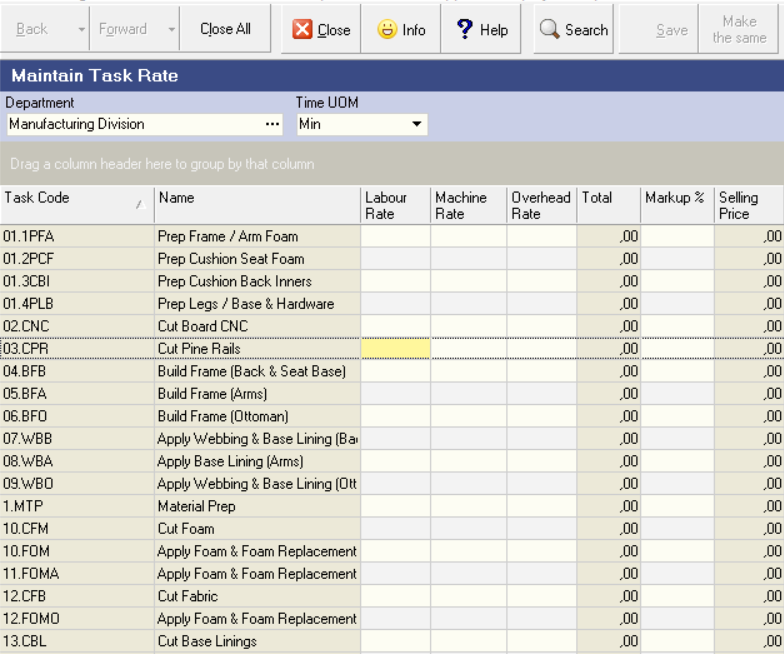 Back Forward Close All Close Info Help Search Save Make the same
Maintain Task Rate
Department Time UOM
Manufacturing Division ... Min
Drag a column header here to group by that column
Task Code Name Labour Rate Machine Rate Overhead Rate Total Markup % Selling Price
01.1PFA Prep Frame / Arm Foam ,00 ,00
01.2PCF Prep Cushion Seat Foam ,00 ,00
01.3CBI Prep Cushion Back Inners ,00 ,00
01.4PLB Prep Legs / Base & Hardware ,00 ,00
02.CNC Cut Board CNC ,00 ,00
03.CPR Cut Pine Rails ,00 ,00
04.BFB Build Frame (Back & Seat Base) ,00 ,00
05.BFA Build Frame (Arms) ,00 ,00
06.BFO Build Frame (Ottoman) ,00 ,00
07.WBB Apply Webbing & Base Lining (Ba ,00 ,00
08.WBA Apply Base Lining (Arms) ,00 ,00
09.WBO Apply Webbing & Base Lining (Ott ,00 ,00
1.MTP Material Prep ,00 ,00
10.CFM Cut Foam ,00 ,00
10.FOM Apply Foam & Foam Replacement ,00 ,00
11.FOMA Apply Foam & Foam Replacement ,00 ,00
12.CFB Cut Fabric ,00 ,00
12.FOMO Apply Foam & Foam Replacement ,00 ,00
13.CBL Cut Base Linings ,00 ,00